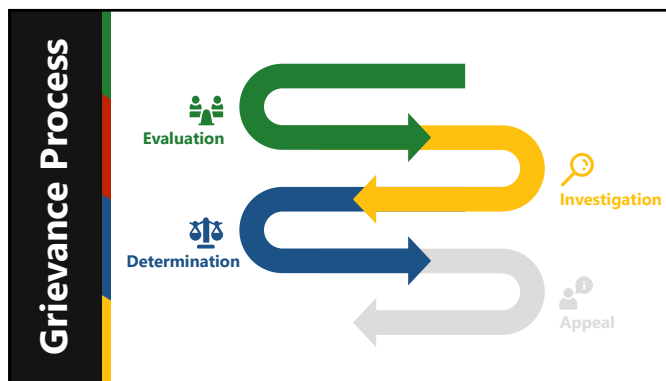 Grievance Process
Evaluation
Investigation
Determination
Appeal